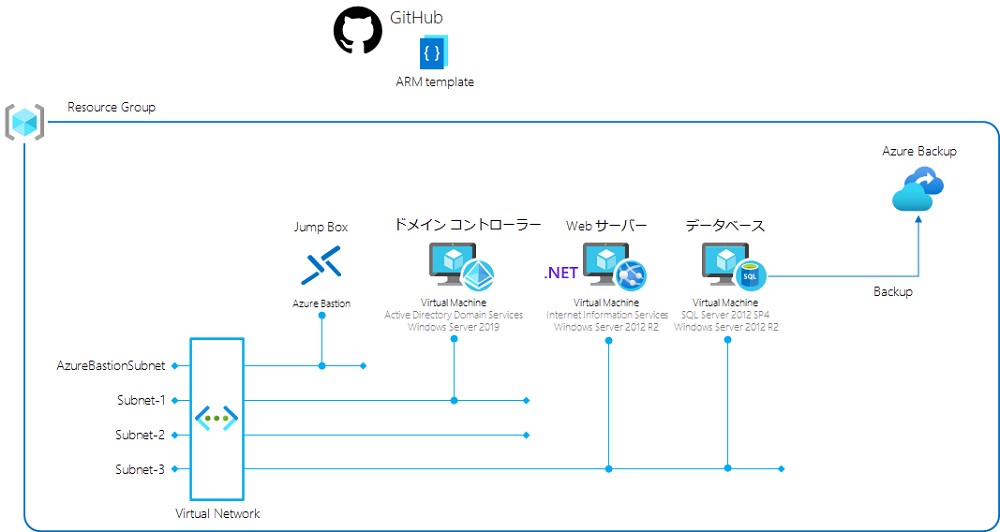 GitHub
{ }
ARM template
Resource Group
Azure Backup
Jump Box
ドメイン コントローラー
Web サーバー
データベース
.NET
SQL
Backup
Azure Bastion
Virtual Machine
Active Directory Domain Services
Windows Server 2019
Virtual Machine
Internet Information Services
Windows Server 2012 R2
Virtual Machine
SQL Server 2012 SP4
Windows Server 2012 R2
AzureBastionSubnet
Subnet-1
Subnet-2
Subnet-3
Virtual Network